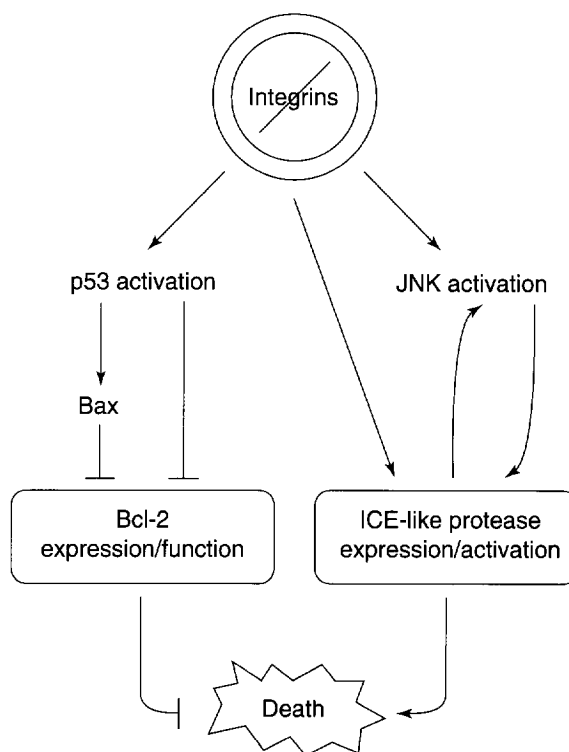 Integrins
p53 activation
JNK activation
Bax
Bcl-2
expression/function
ICE-like protease
expression/activation
Death